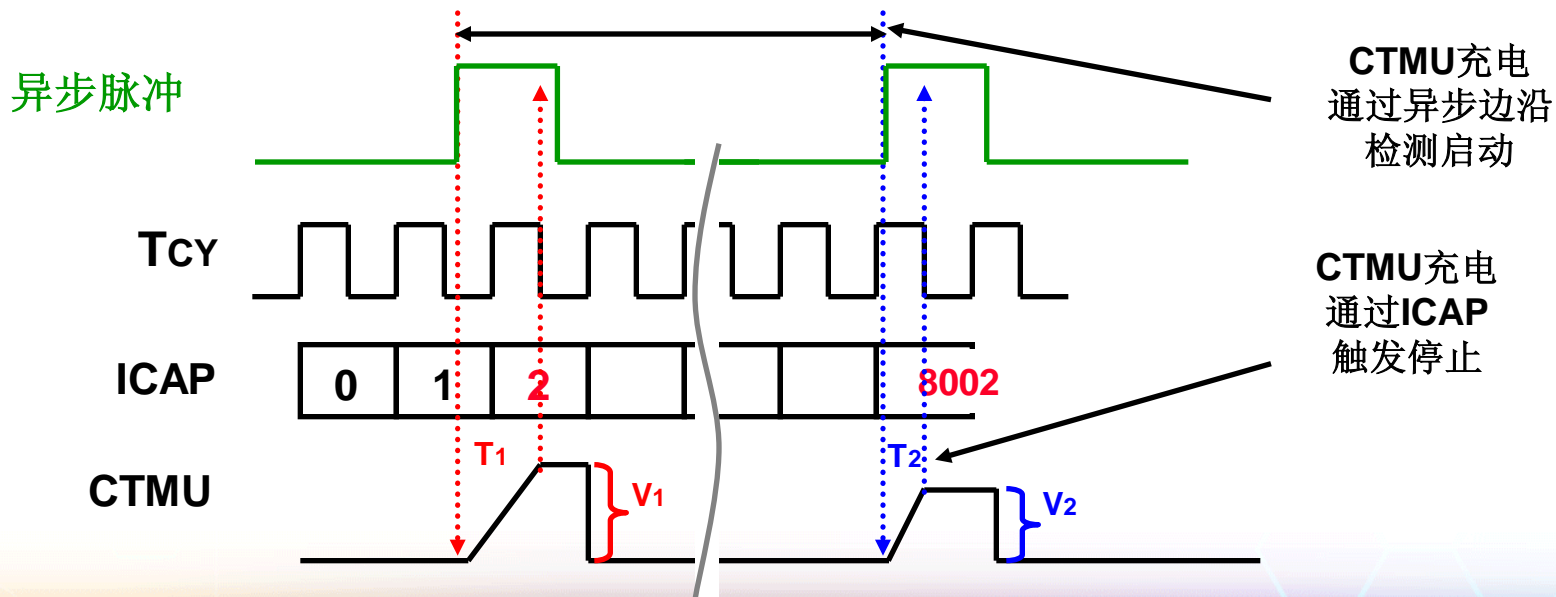 异步脉冲
CTMU充电
通过异步边沿
检测启动
TCY
CTMU充电
通过ICAP
触发停止
ICAP
0
1
2
8002
T1
T2
CTMU
V1
V2